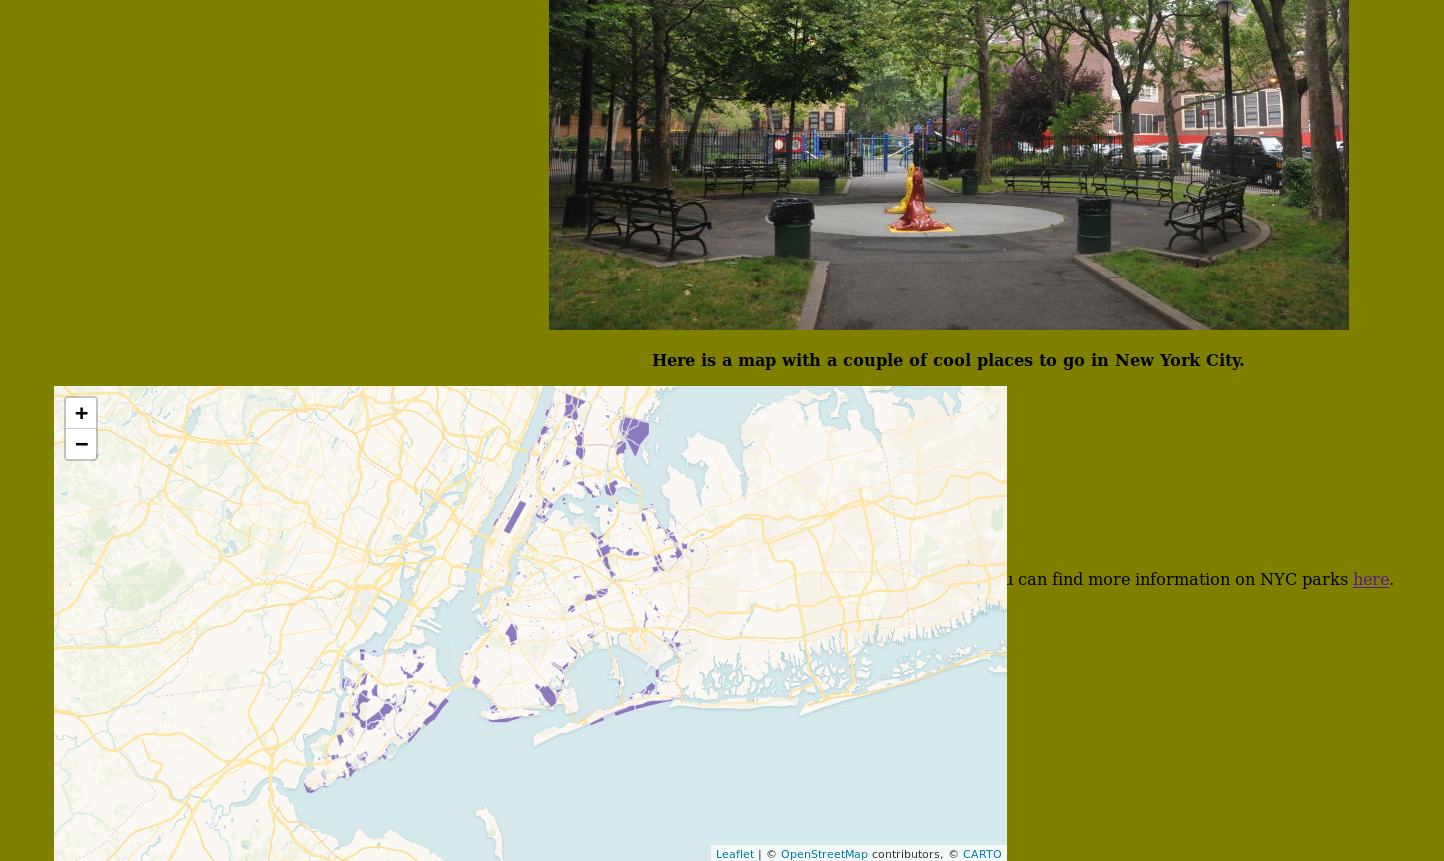 Here is a map with a couple of cool places to go in New York City.
+
−
can find more information on NYC parks here.
Leaflet | © OpenStreetMap contributors, © CARTO